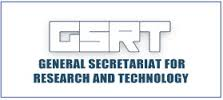 GSRT
GENERAL SECRETARIAT FOR
RESEARCH AND TECHNOLOGY